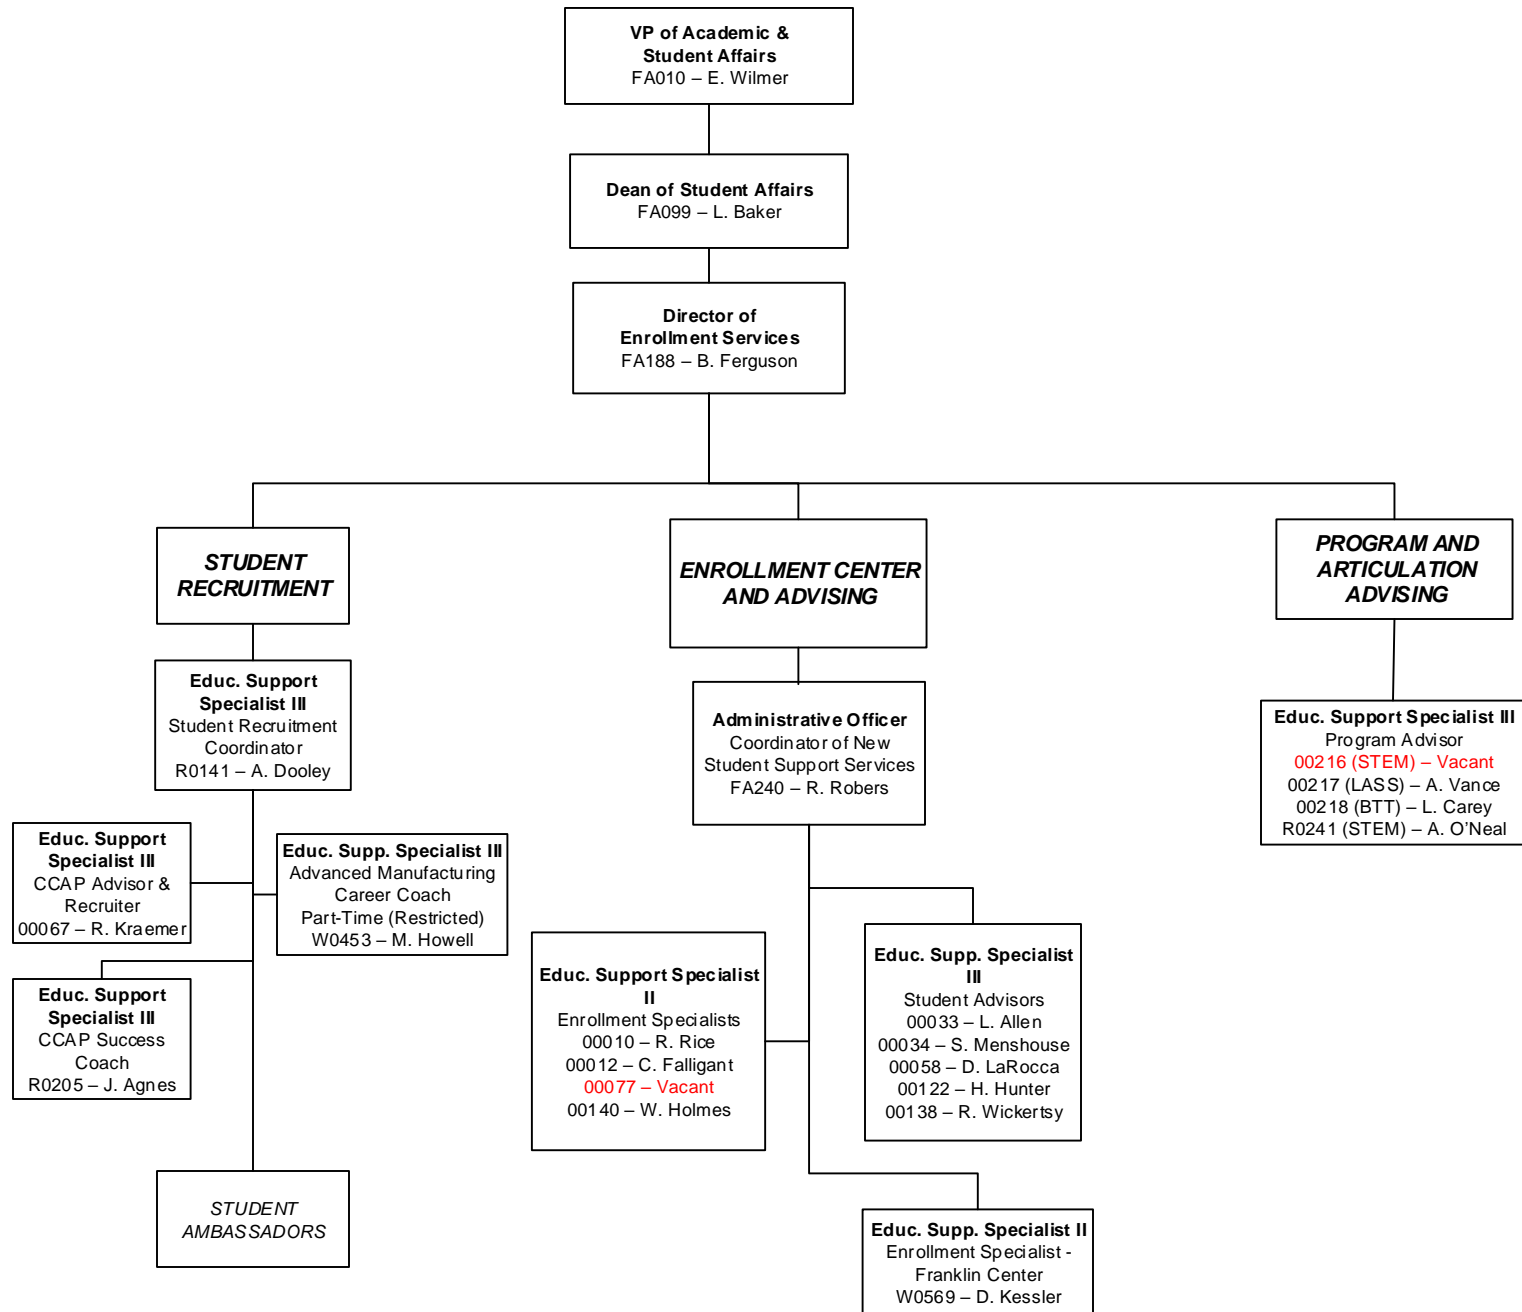 VP of Academic &
Student Affairs
FA010 – E. Wilmer
Dean of Student Affairs
FA099 – L. Baker
Director of
Enrollment Services
FA188 – B. Ferguson
STUDENT
RECRUITMENT
Educ. Support
Specialist III
Student Recruitment
Coordinator
R0141 – A. Dooley
Educ. Support
Specialist III
CCAP Advisor &
Recruiter
00067 – R. Kraemer
Educ. Supp. Specialist III
Advanced Manufacturing
Career Coach
Part-Time (Restricted)
W0453 – M. Howell
Educ. Support
Specialist III
CCAP Success
Coach
R0205 – J. Agnes
STUDENT
AMBASSADORS
ENROLLMENT CENTER
AND ADVISING
Administrative Officer
Coordinator of New
Student Support Services
FA240 – R. Robers
Educ. Support Specialist
II
Enrollment Specialists
00010 – R. Rice
00012 – C. Falligant
00077 – Vacant
00140 – W. Holmes
Educ. Supp. Specialist
III
Student Advisors
00033 – L. Allen
00034 – S. Menshouse
00058 – D. LaRocca
00122 – H. Hunter
00138 – R. Wickertsy
Educ. Supp. Specialist II
Enrollment Specialist -
Franklin Center
W0569 – D. Kessler
PROGRAM AND
ARTICULATION
ADVISING
Educ. Support Specialist III
Program Advisor
00216 (STEM) – Vacant
00217 (LASS) – A. Vance
00218 (BTT) – L. Carey
R0241 (STEM) – A. O’Neal